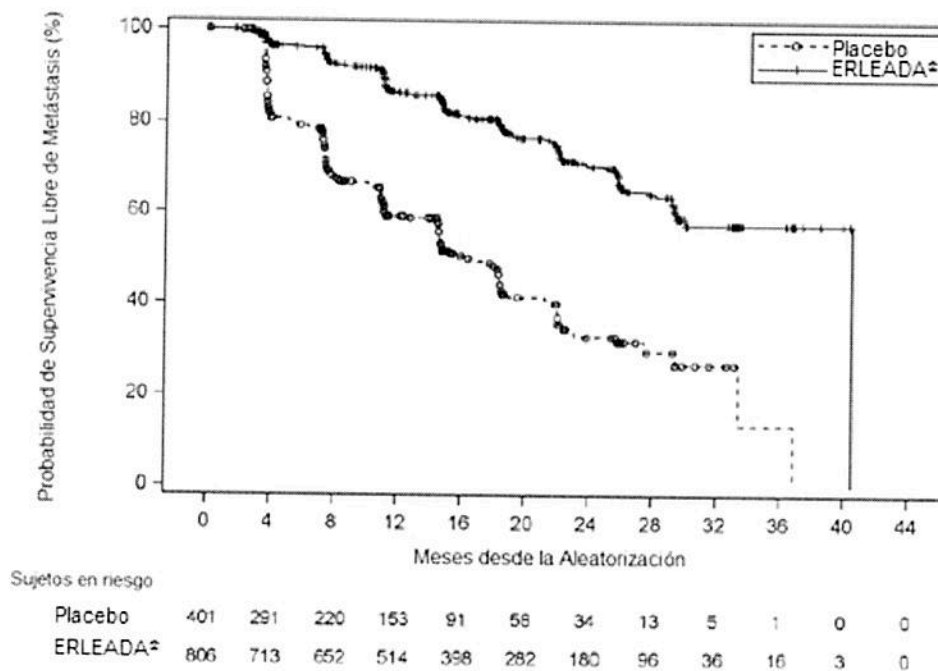 Probabilidad de Supervivencia Libre de Metástasis (%)
100
80
60
40
20
0
Placebo
ERLEADA±
0 4 8 12 16 20 24 28 32 36 40 44
Meses desde la Aleatorización
Sujetos en riesgo
Placebo 401 291 220 153 91 58 34 13 5 1 0 0
ERLEADA± 806 713 652 514 398 282 180 96 36 16 3 0